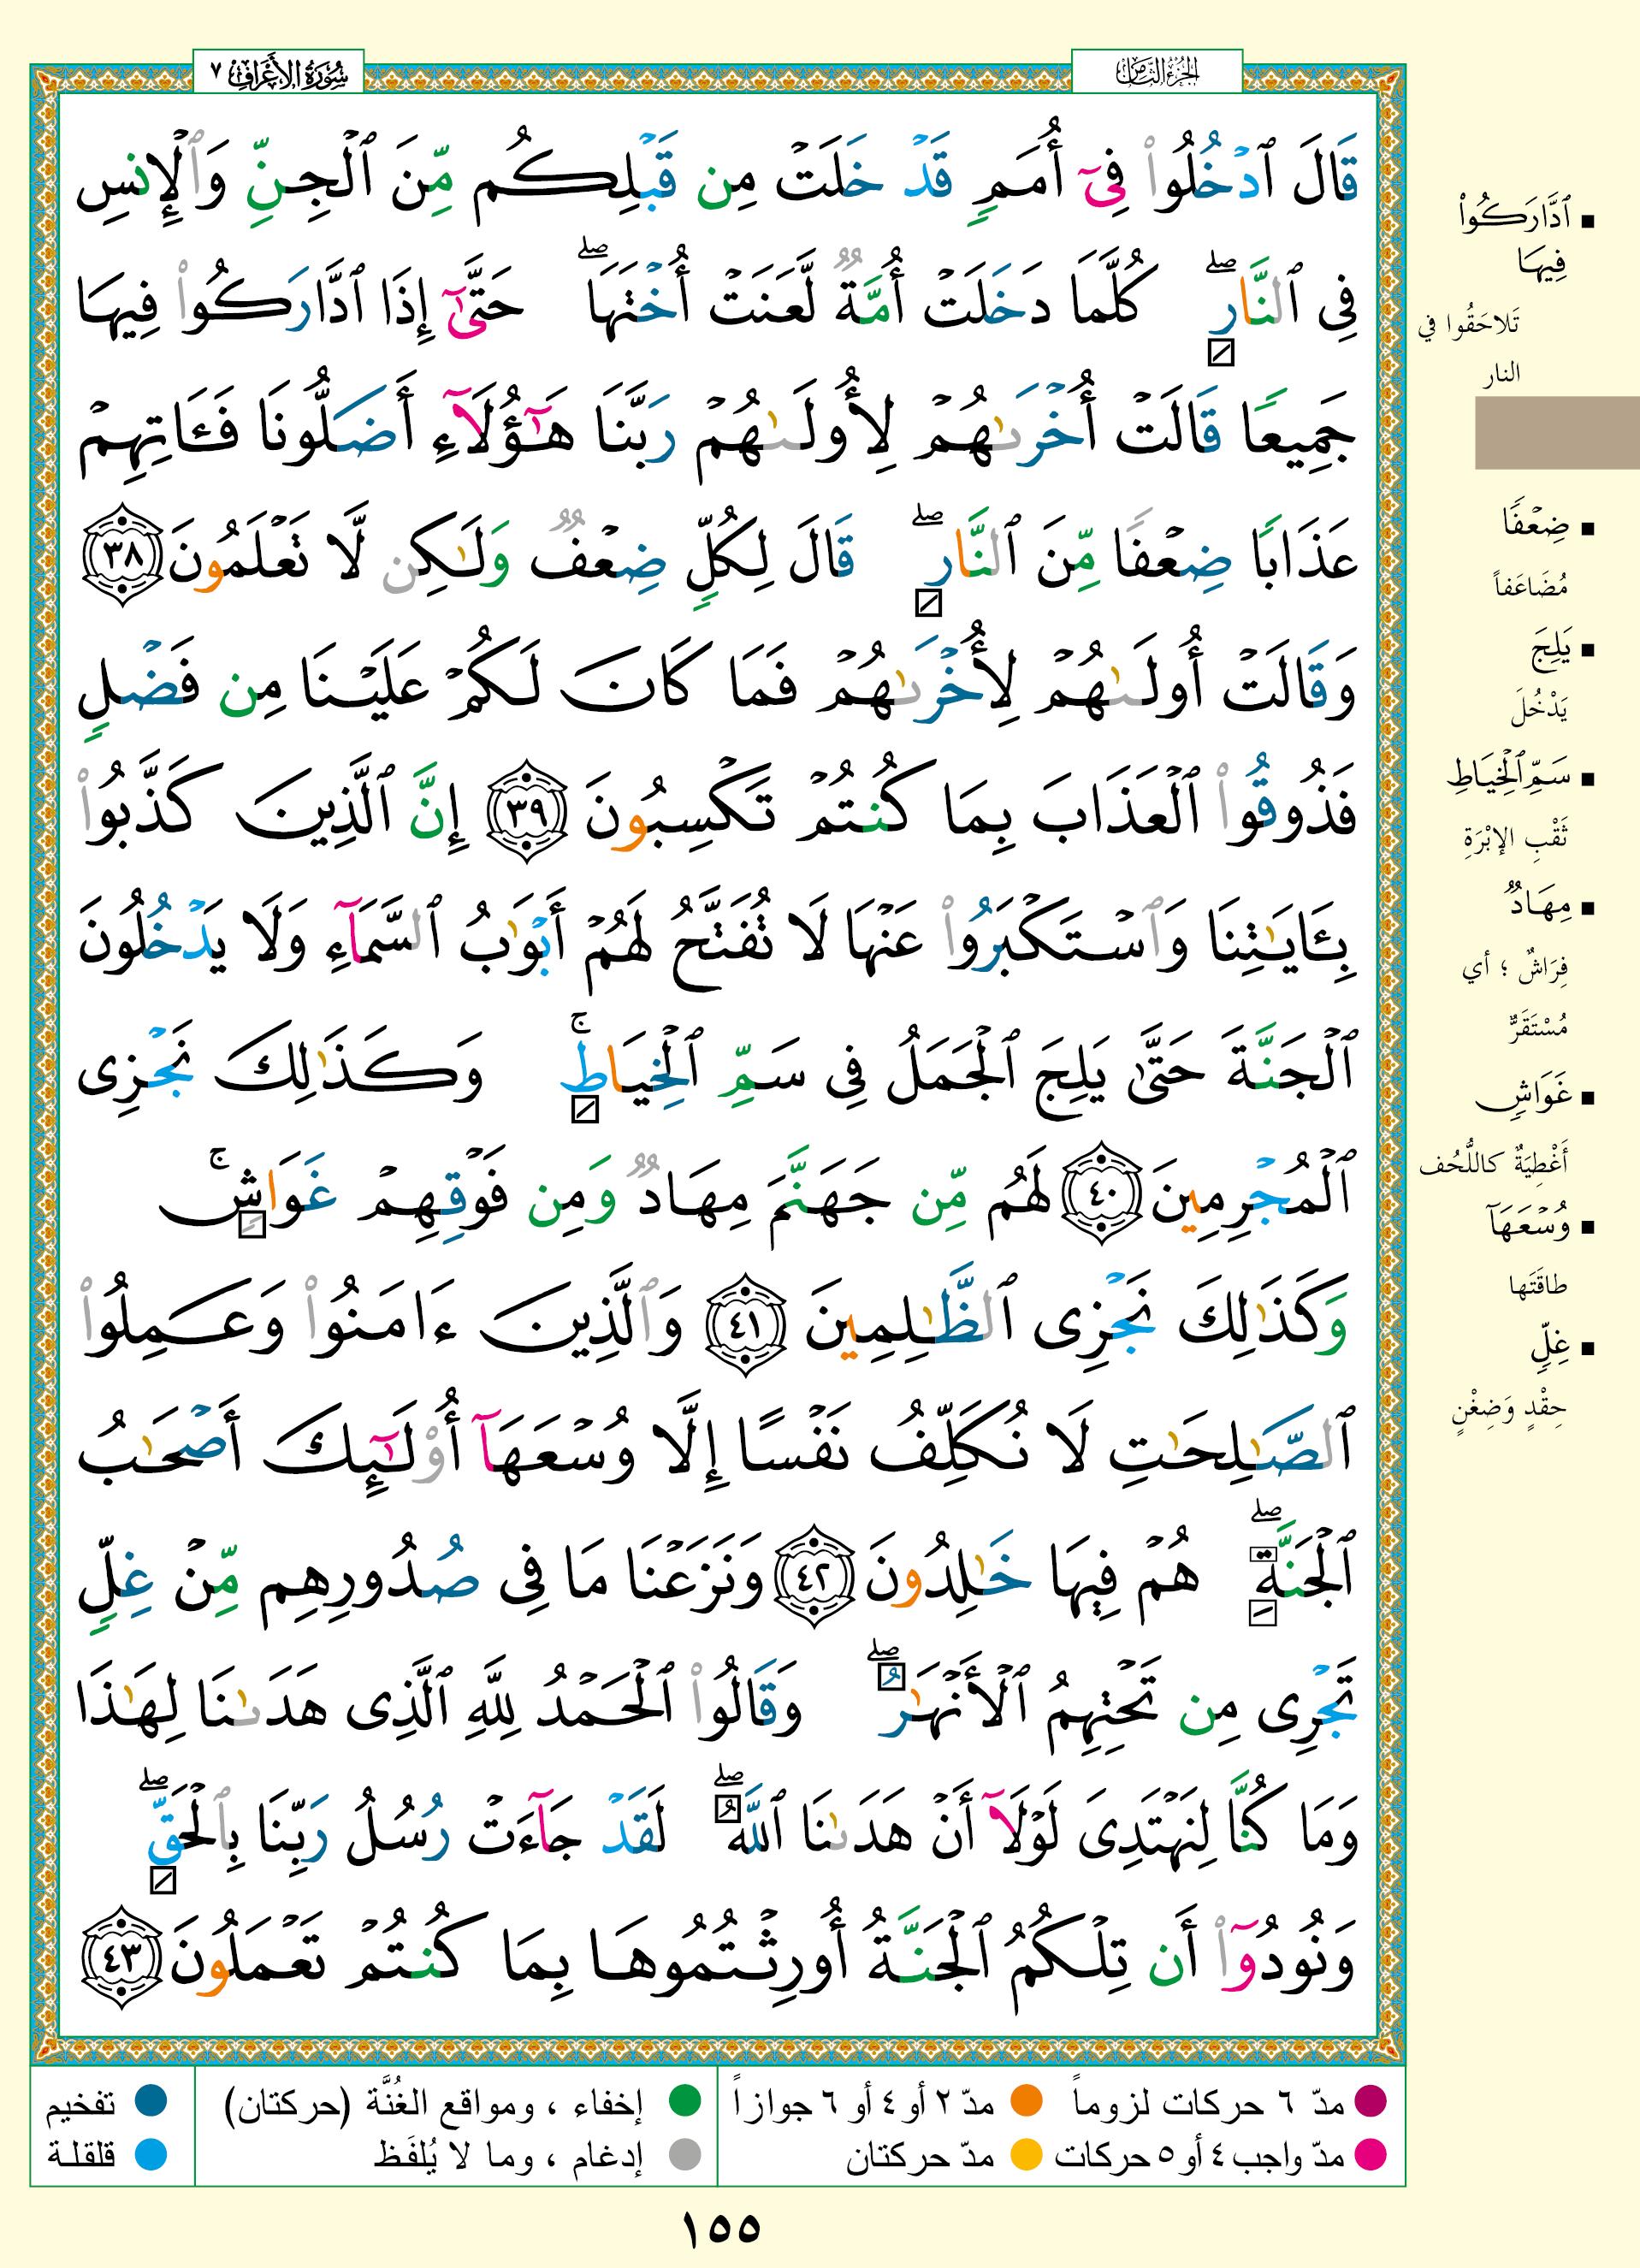 سُورَةُ الأَعْرَافِ ٧
الجُزْءُ الثَّامِنُ
قَالَ ٱدْخُلُوا۟ فِىٓ أُمَمٍ قَدْ خَلَتْ مِن قَبْلِكُم مِّنَ ٱلْجِنِّ وَٱلْإِنسِ
فِى ٱلنَّارِ ۖ كُلَّمَا دَخَلَتْ أُمَّةٌ لَّعَنَتْ أُخْتَهَا ۖ حَتَّىٰٓ إِذَا ٱدَّارَكُوا۟ فِيهَا
جَمِيعًا قَالَتْ أُخْرَىٰهُمْ لِأُولَىٰهُمْ رَبَّنَا هَـٰٓؤُلَآءِ أَضَلُّونَا فَـَٔاتِهِمْ
عَذَابًا ضِعْفًا مِّنَ ٱلنَّارِ ۖ قَالَ لِكُلٍّ ضِعْفٌ وَلَـٰكِن لَّا تَعْلَمُونَ ٣٨
وَقَالَتْ أُولَىٰهُمْ لِأُخْرَىٰهُمْ فَمَا كَانَ لَكُمْ عَلَيْنَا مِن فَضْلٍ
فَذُوقُوا۟ ٱلْعَذَابَ بِمَا كُنتُمْ تَكْسِبُونَ ٣٩ إِنَّ ٱلَّذِينَ كَذَّبُوا۟
بِـَٔايَـٰتِنَا وَٱسْتَكْبَرُوا۟ عَنْهَا لَا تُفَتَّحُ لَهُمْ أَبْوَٰبُ ٱلسَّمَآءِ وَلَا يَدْخُلُونَ
ٱلْجَنَّةَ حَتَّىٰ يَلِجَ ٱلْجَمَلُ فِى سَمِّ ٱلْخِيَاطِ ۚ وَكَذَٰلِكَ نَجْزِى
ٱلْمُجْرِمِينَ ٤٠ لَهُم مِّن جَهَنَّمَ مِهَادٌ وَمِن فَوْقِهِمْ غَوَاشٍ ۚ
وَكَذَٰلِكَ نَجْزِى ٱلظَّـٰلِمِينَ ٤١ وَٱلَّذِينَ ءَامَنُوا۟ وَعَمِلُوا۟
ٱلصَّـٰلِحَـٰتِ لَا نُكَلِّفُ نَفْسًا إِلَّا وُسْعَهَآ أُو۟لَـٰٓئِكَ أَصْحَـٰبُ
ٱلْجَنَّةِ ۖ هُمْ فِيهَا خَـٰلِدُونَ ٤٢ وَنَزَعْنَا مَا فِى صُدُورِهِم مِّنْ غِلٍّ
تَجْرِى مِن تَحْتِهِمُ ٱلْأَنْهَـٰرُ ۖ وَقَالُوا۟ ٱلْحَمْدُ لِلَّهِ ٱلَّذِى هَدَىٰنَا لِهَـٰذَا
وَمَا كُنَّا لِنَهْتَدِىَ لَوْلَآ أَنْ هَدَىٰنَا ٱللَّهُ ۖ لَقَدْ جَآءَتْ رُسُلُ رَبِّنَا بِٱلْحَقِّ ۖ
وَنُودُوٓا۟ أَن تِلْكُمُ ٱلْجَنَّةُ أُورِثْتُمُوهَا بِمَا كُنتُمْ تَعْمَلُونَ ٤٣
▪ ٱدَّارَكُوا۟
فِيهَا
تَلاحَقُوا في
النار
▪ ضِعْفًا
مُضَاعَفاً
▪ يَلِجَ
يَدْخُلَ
▪ سَمِّ ٱلْخِيَاطِ
ثَقْبِ الإبْرَةِ
▪ مِهَادٌ
فِرَاشٌ ؛ أي
مُسْتَقَرٌّ
▪ غَوَاشٍ
أَغْطِيَةٌ كاللُّحُف
▪ وُسْعَهَآ
طاقَتَها
▪ غِلٍّ
حِقْدٍ وَضِغْنٍ
مدّ ٦ حركات لزوماً مدّ ٢ أو ٤ أو ٦ جوازاً إخفاء ، ومواقع الغُنَّة (حركتان) تفخيم
مدّ واجب ٤ أو ٥ حركات مدّ حركتان إدغام ، وما لا يُلفَظ قلقلة
١٥٥